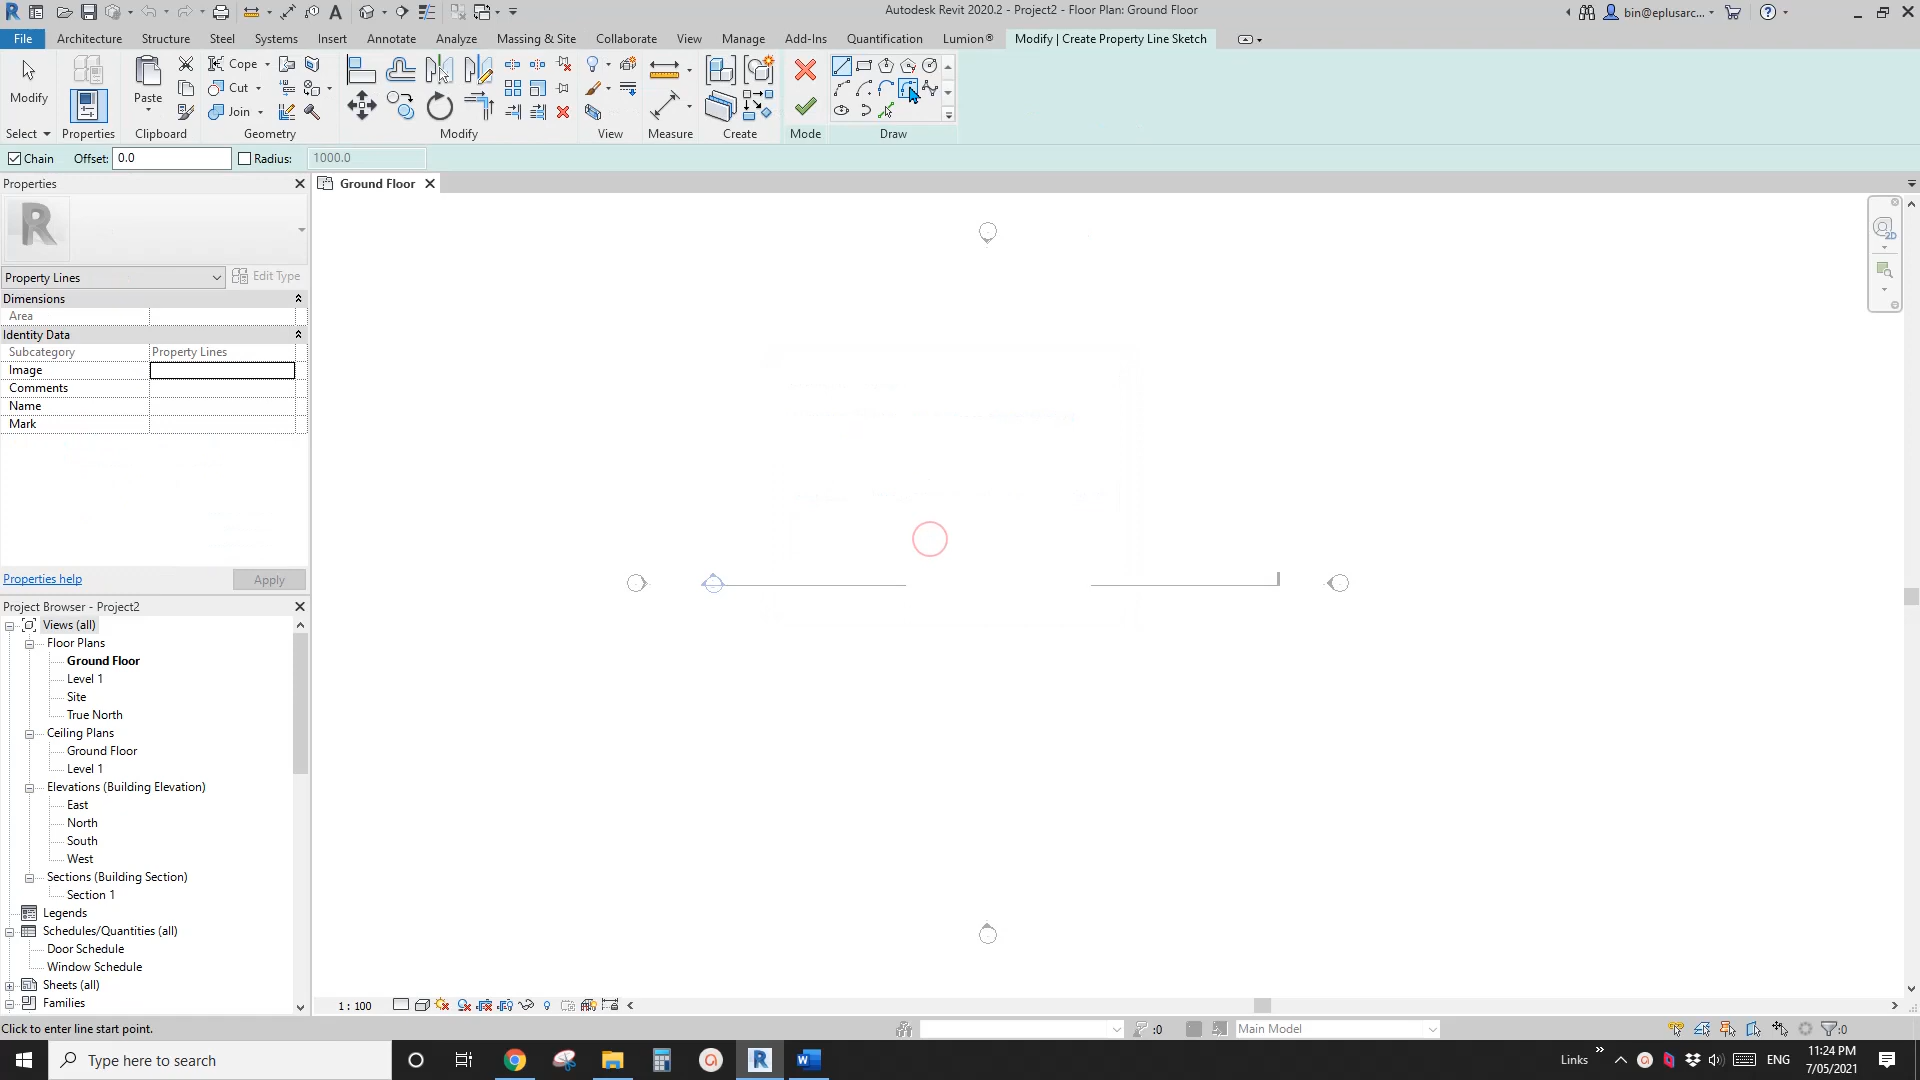 Autodesk Revit 2020.2 - Project2 - Floor Plan: Ground Floor
bin@eplusarc...
File Architecture Structure Steel Systems Insert Annotate Analyze Massing & Site Collaborate View Manage Add-Ins Quantification Lumion® Modify | Create Property Line Sketch
Cope
Cut
Join
Modify Paste
Select Properties Clipboard Geometry Modify View Measure Create Mode Draw
Chain Offset: 0.0 Radius: 1000.0
Properties
Ground Floor
R
Property Lines Edit Type
Dimensions
Area
Identity Data
Subcategory Property Lines
Image
Comments
Name
Mark
Properties help Apply
Project Browser - Project2
Views (all)
Floor Plans
Ground Floor
Level 1
Site
True North
Ceiling Plans
Ground Floor
Level 1
Elevations (Building Elevation)
East
North
South
West
Sections (Building Section)
Section 1
Legends
Schedules/Quantities (all)
Door Schedule
Window Schedule
Sheets (all)
Families
2D
1 : 100
Click to enter line start point.
:0 Main Model :0
Type here to search
Links ENG
11:24 PM
7/05/2021